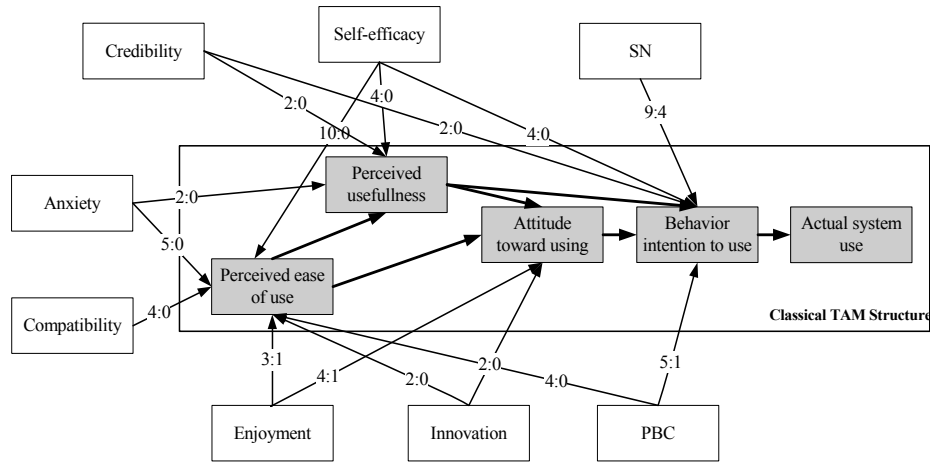 Self-efficacy
Credibility
SN
2:0
4:0
10:0
2:0
4:0
9:4
Perceived
usefullness
Anxiety
2:0
5:0
Attitude
toward using
Behavior
intention to use
Actual system
use
Perceived ease
of use
Compatibility
4:0
Classical TAM Structure
3:1
4:1
2:0
2:0
4:0
5:1
Enjoyment
Innovation
PBC